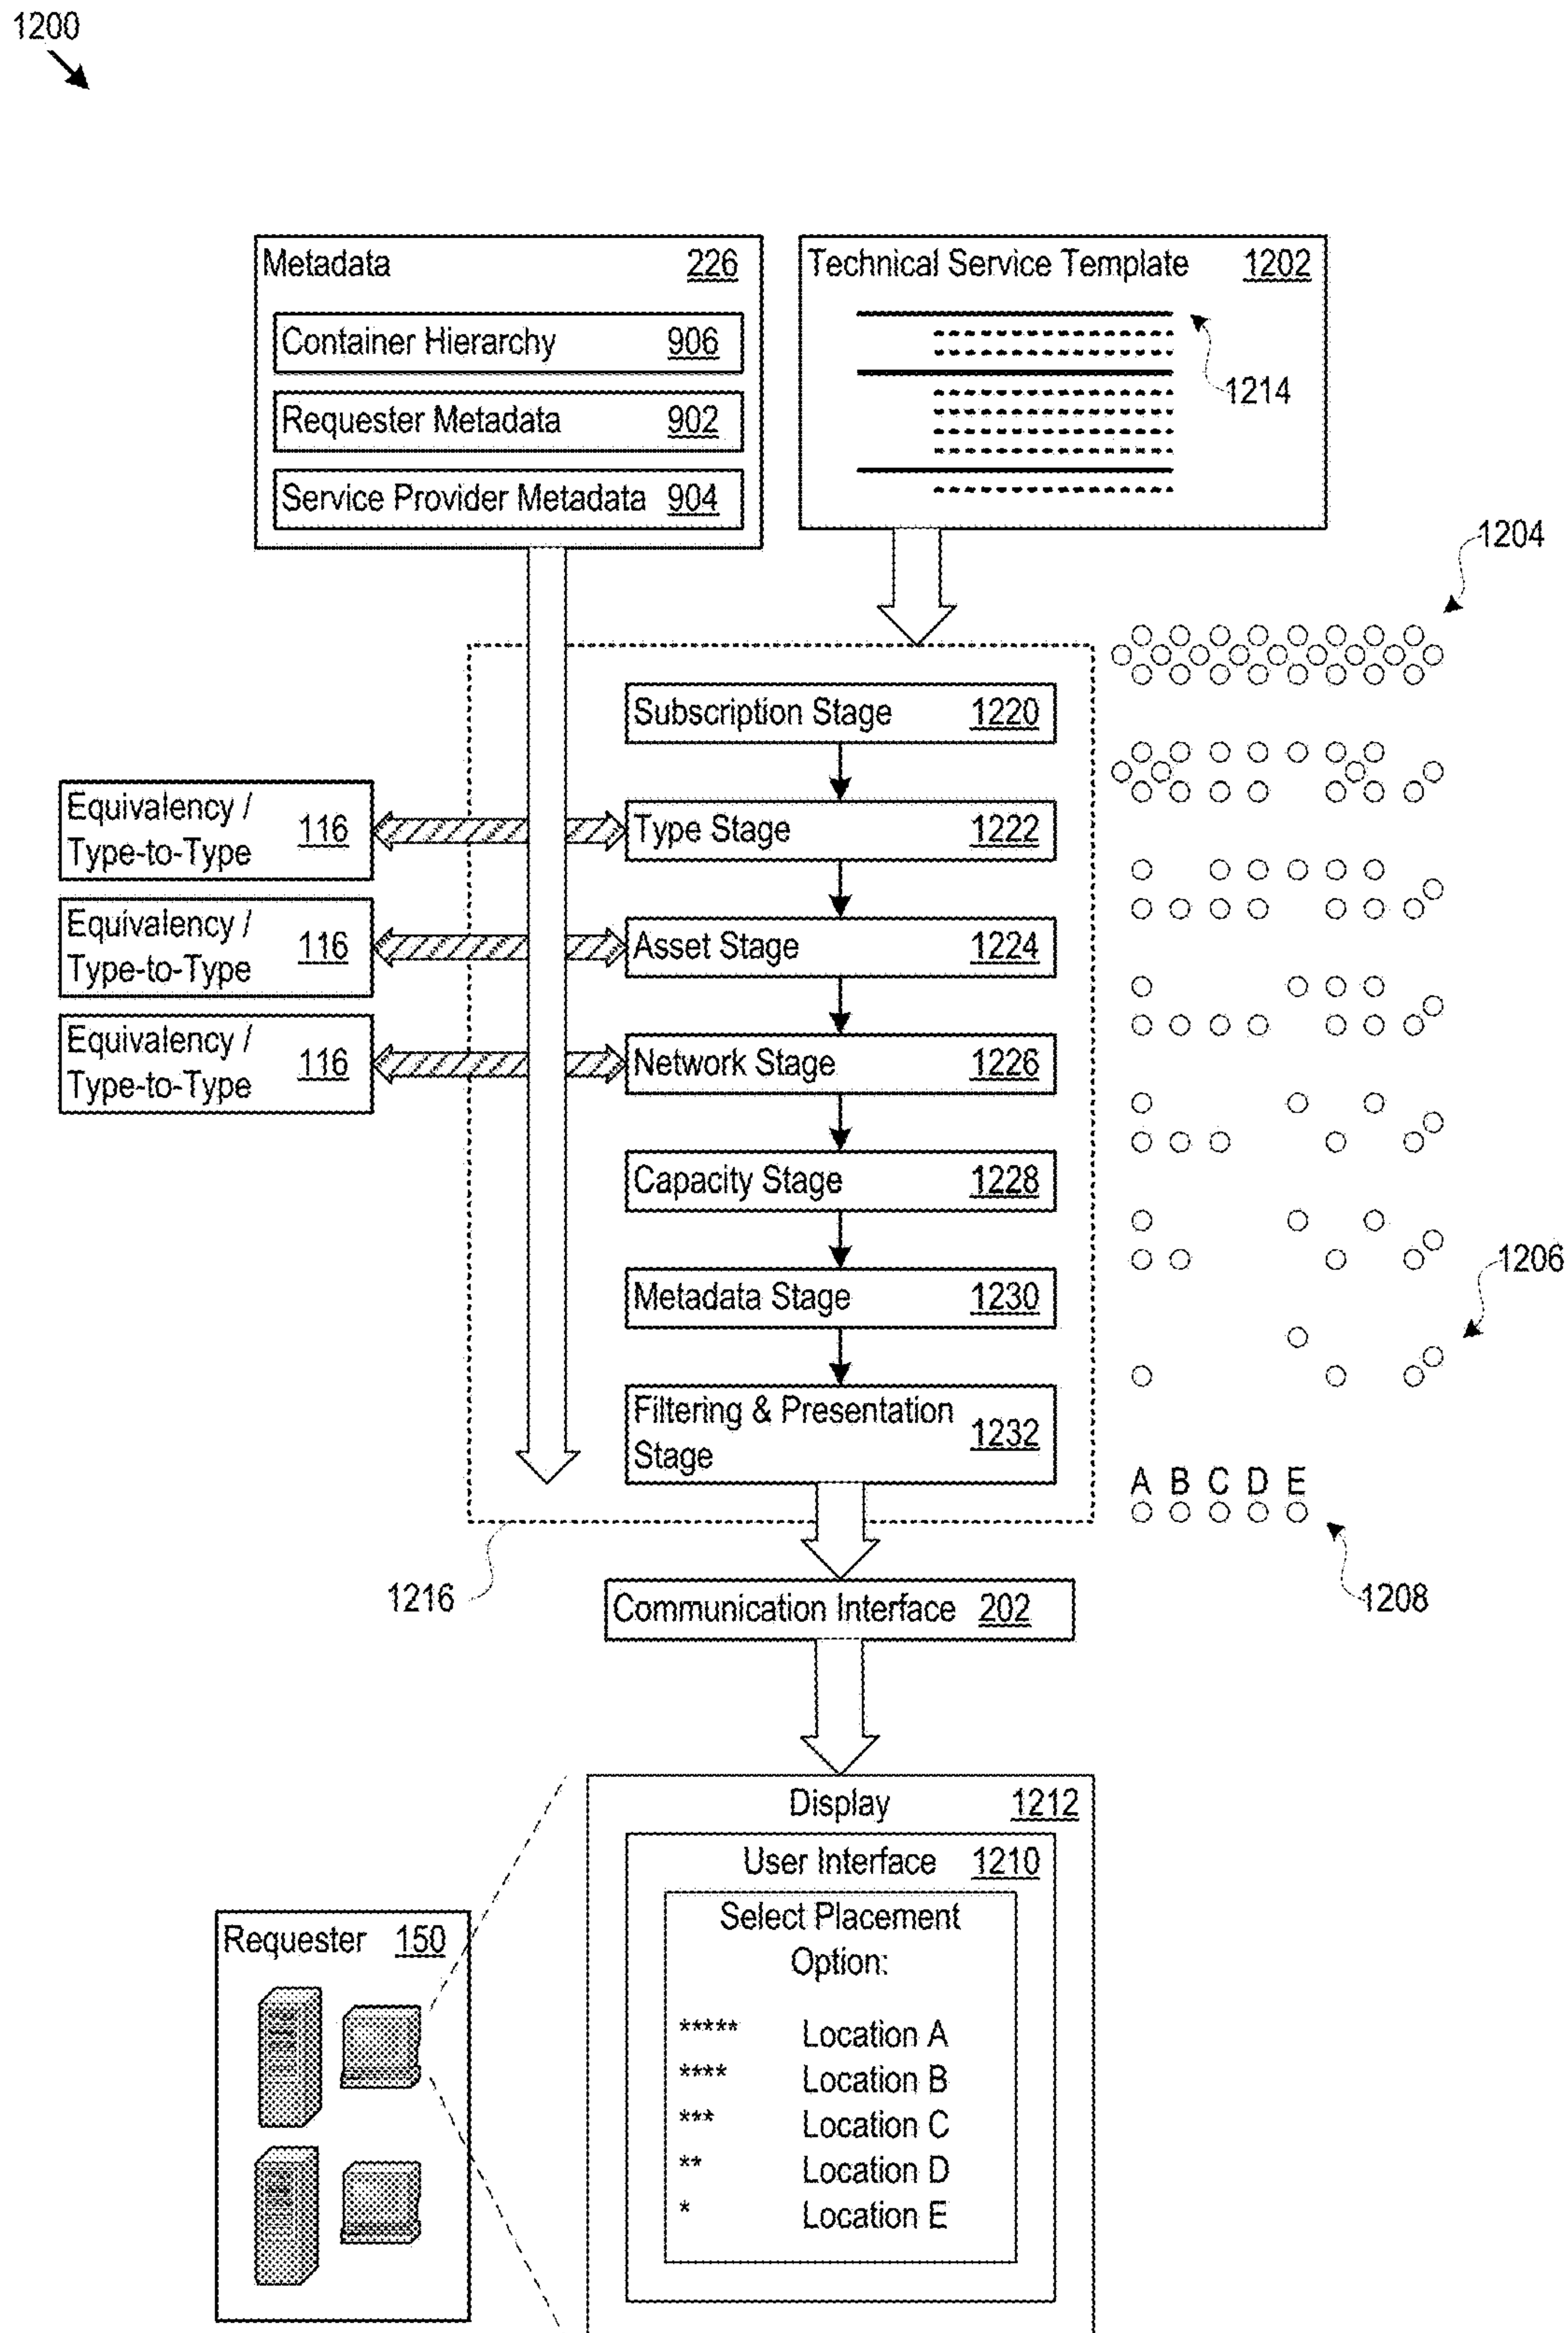 1200
Metadata 226
Container Hierarchy 906
Requester Metadata 902
Service Provider Metadata 904
Technical Service Template 1202
1214
1204
Subscription Stage 1220
Equivalency /
Type-to-Type 116
Type Stage 1222
Equivalency /
Type-to-Type 116
Asset Stage 1224
Equivalency /
Type-to-Type 116
Network Stage 1226
Capacity Stage 1228
Metadata Stage 1230
1206
Filtering & Presentation
Stage 1232
A B C D E
1216
1208
Communication Interface 202
Display 1212
User Interface 1210
Select Placement
Option:
***** Location A
**** Location B
*** Location C
** Location D
* Location E
Requester 150